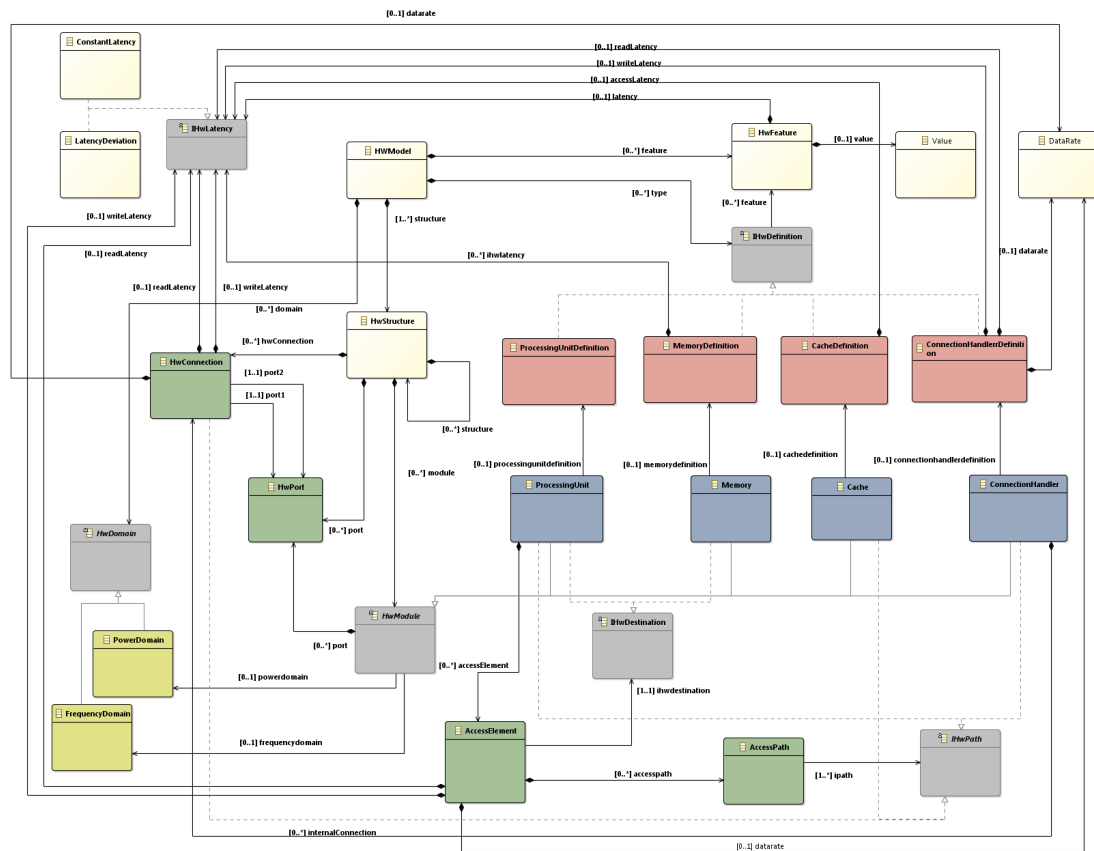 [0..1] datarate
ConstantLatency
[0..1] readLatency
[0..1] writeLatency
[0..1] accessLatency
[0..1] latency
IHwLatency
HwFeature
LatencyDeviation
HWModel
[0..*] feature
[0..1] value
Value
DataRate
[0..*] type
[0..*] feature
[0..1] writeLatency
[1..*] structure
IHwDefinition
[0..1] readLatency
[0..*] ihwlatency
[0..1] datarate
[0..1] readLatency
[0..1] writeLatency
[0..*] domain
HwStructure
[0..*] hwConnection
ProcessingUnitDefinition
MemoryDefinition
CacheDefinition
ConnectionHandlerDefiniti
on
HwConnection
[1..1] port2
[1..1] port1
[0..*] structure
[0..*] module
[0..1] processingunitdefinition
[0..1] memorydefinition
[0..1] cachedefinition
[0..1] connectionhandlerdefinition
HwPort
ProcessingUnit
Memory
Cache
ConnectionHandler
[0..*] port
HwDomain
HwModule
IHwDestination
PowerDomain
[0..*] port
[0..*] accessElement
[0..1] powerdomain
[1..1] ihwdestination
FrequencyDomain
AccessElement
[0..1] frequencydomain
AccessPath
IHwPath
[0..*] accesspath
[1..*] ipath
[0..*] internalConnection
[0..1] datarate